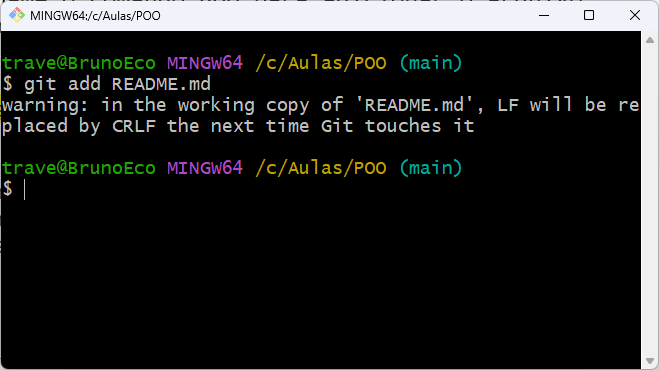 MINGW64:/c/Aulas/POO
trave@BrunoEco MINGW64 /c/Aulas/POO (main)
$ git add README.md
warning: in the working copy of 'README.md', LF will be re
placed by CRLF the next time Git touches it
trave@BrunoEco MINGW64 /c/Aulas/POO (main)
$